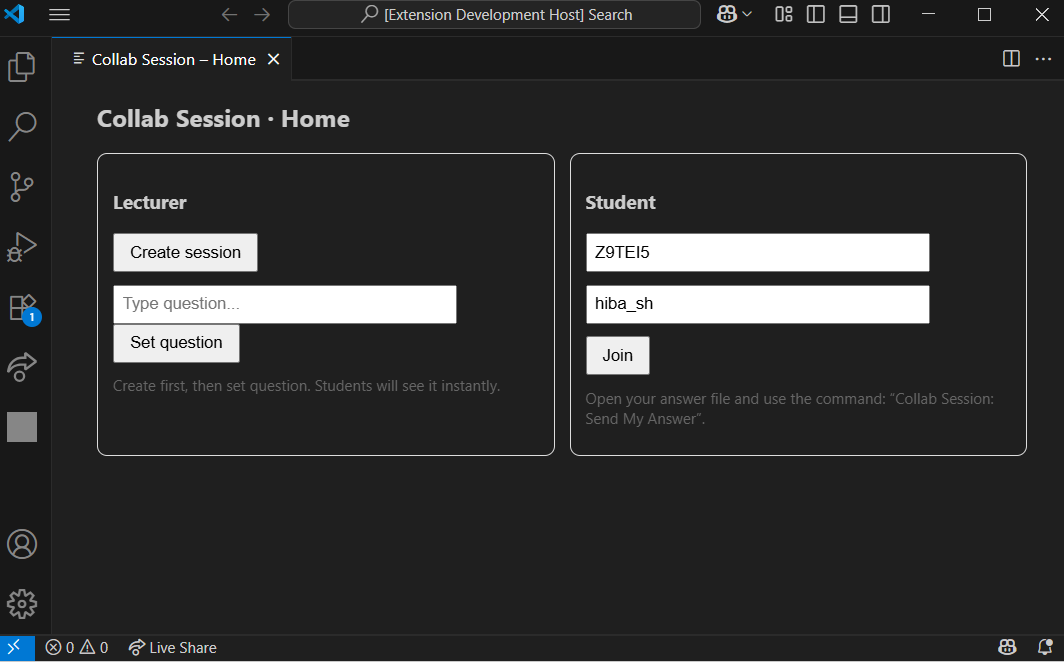 [Extension Development Host] Search
Collab Session – Home
Collab Session · Home
Lecturer
Create session
Type question...
Set question
Create first, then set question. Students will see it instantly.
Student
Z9TEI5
hiba_sh
Join
Open your answer file and use the command: “Collab Session:
Send My Answer”.
1
0 0 Live Share